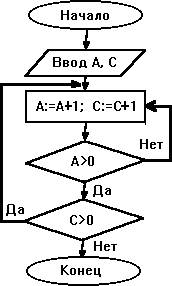 Начало
Ввод A, C
A:=A+1; C:=C+1
Нет
A>0
Да
Да
C>0
Нет
Конец